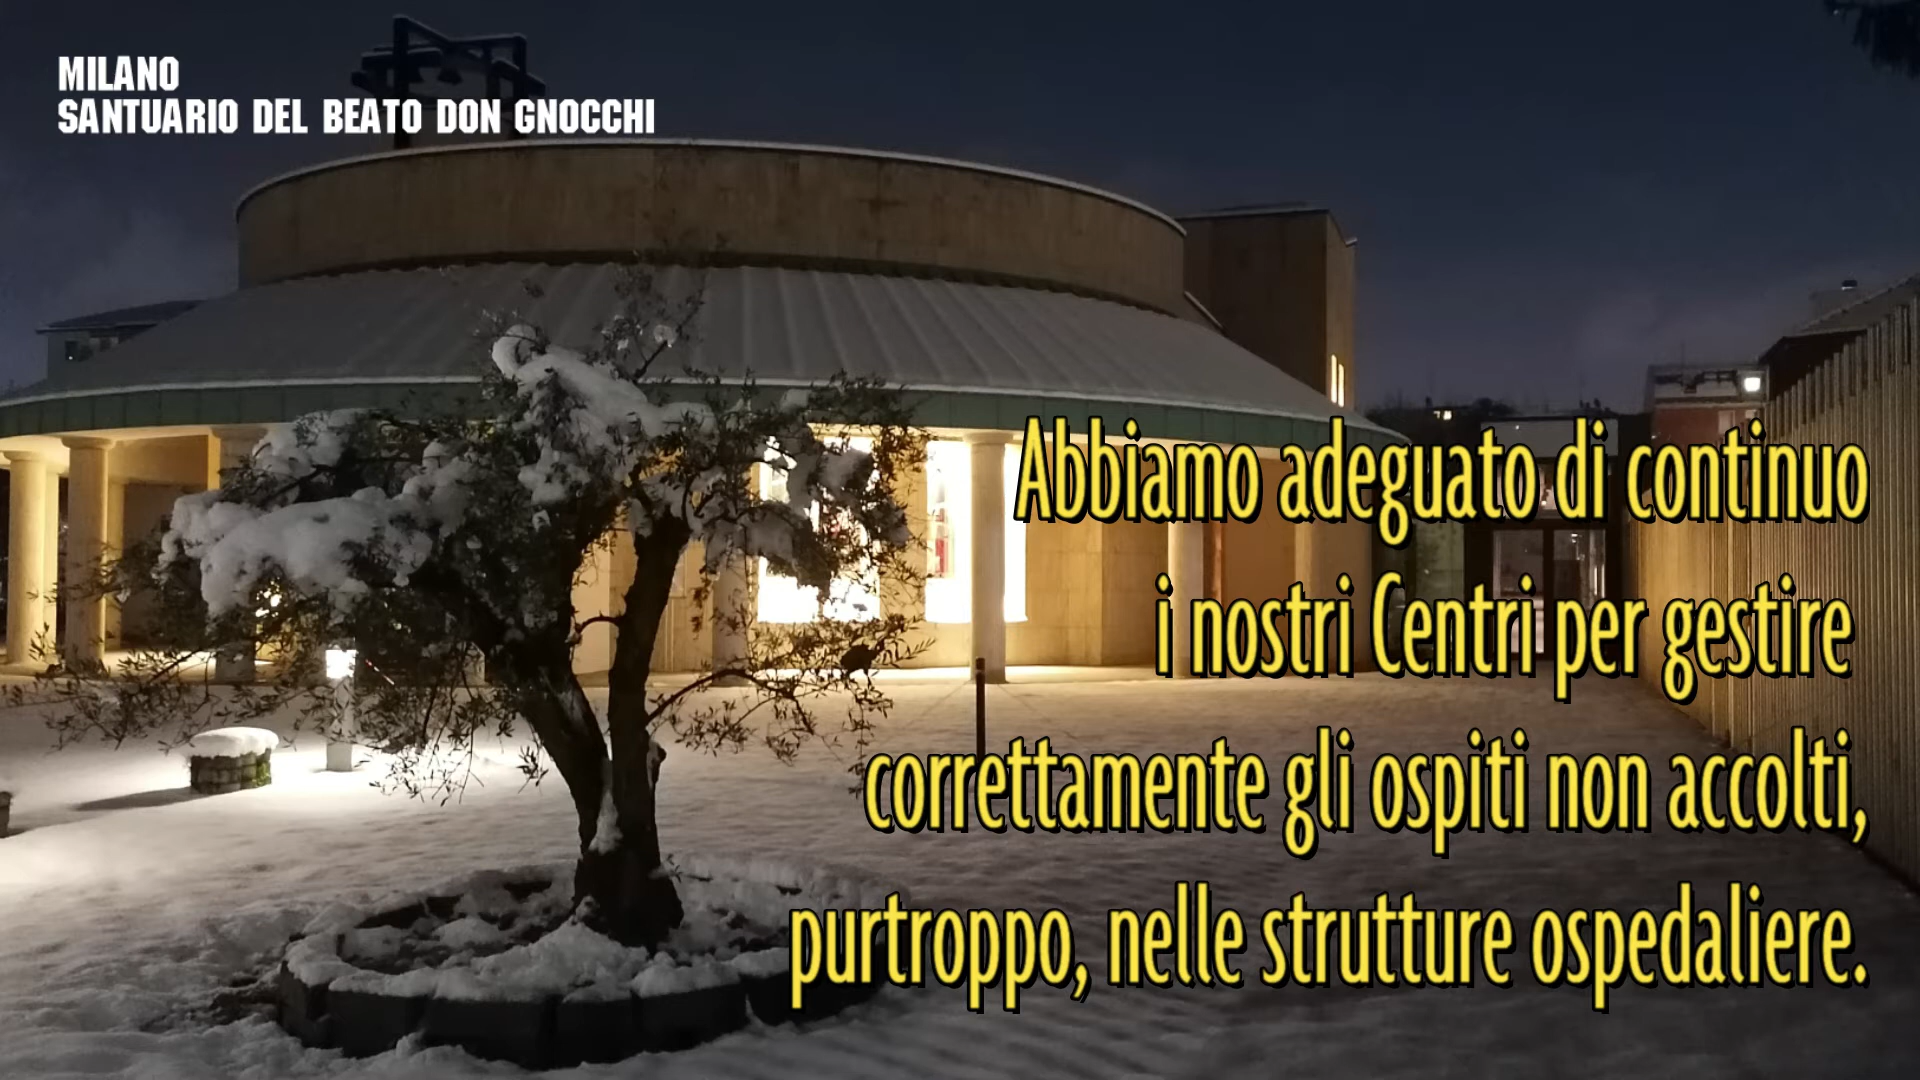 MILANO
SANTUARIO DEL BEATO DON GNOCCHI
Abbiamo adeguato di continuo
i nostri Centri per gestire
correttamente gli ospiti non accolti,
purtroppo, nelle strutture ospedaliere.